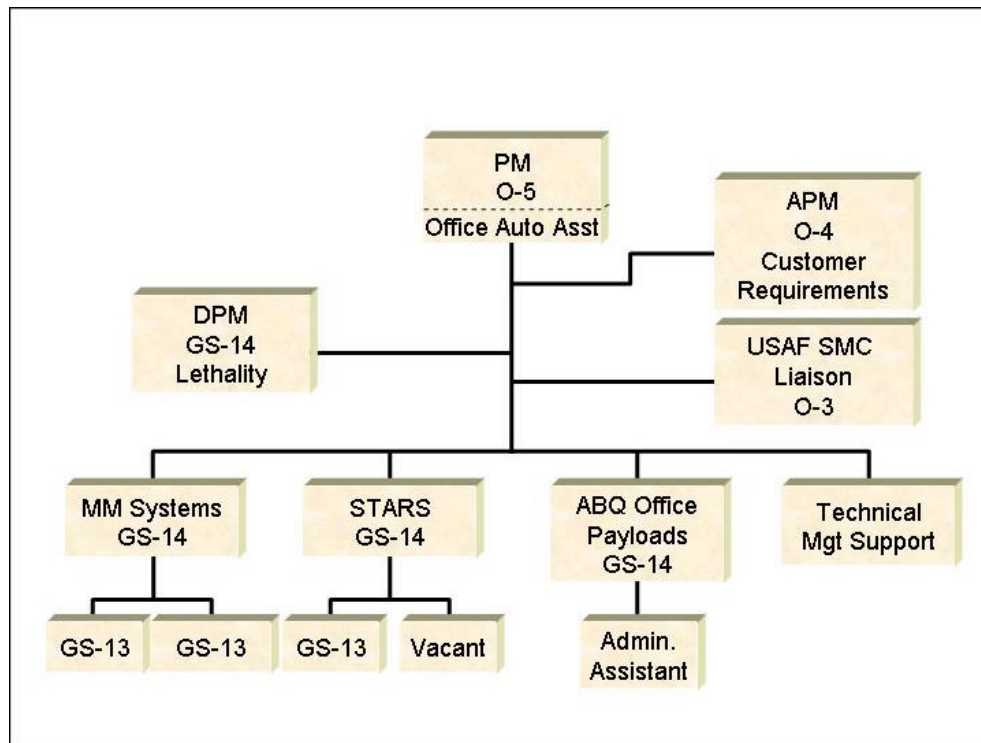 PM
O-5
Office Auto Asst
APM
O-4
Customer
Requirements
DPM
GS-14
Lethality
USAF SMC
Liaison
O-3
MM Systems
GS-14
STARS
GS-14
ABQ Office
Payloads
GS-14
Technical
Mgt Support
GS-13
GS-13
GS-13
Vacant
Admin.
Assistant